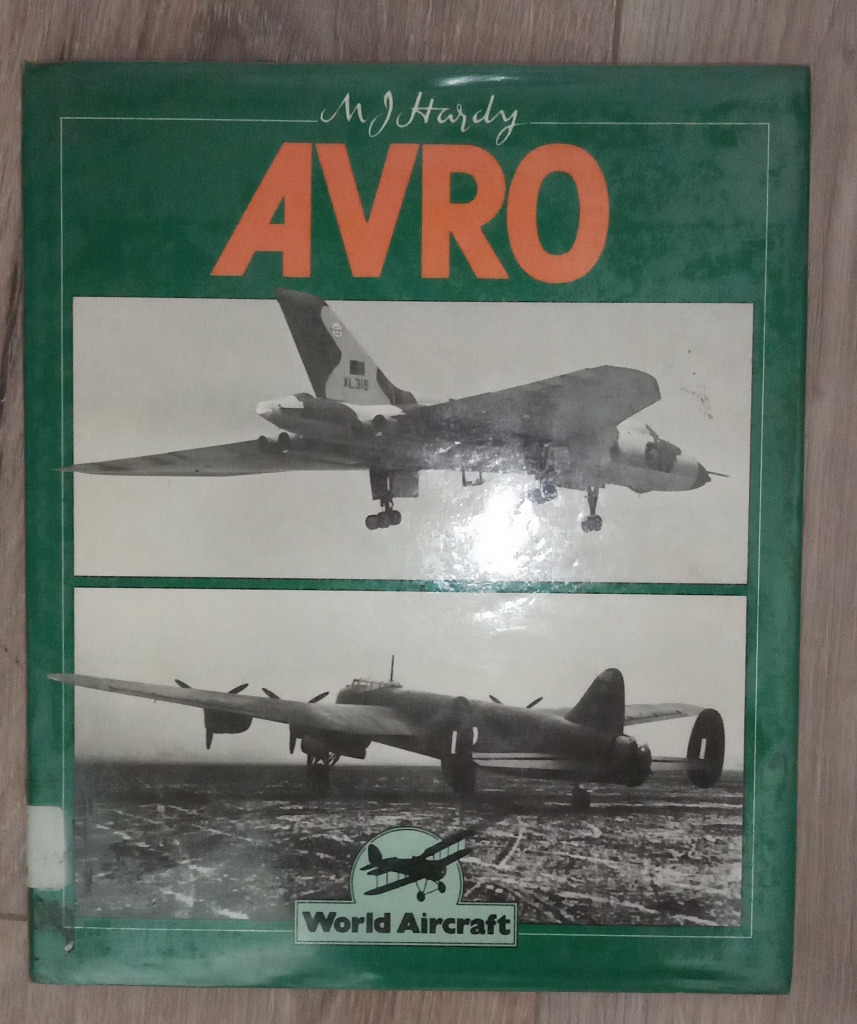 M J Hardy
AVRO
XL318
World Aircraft